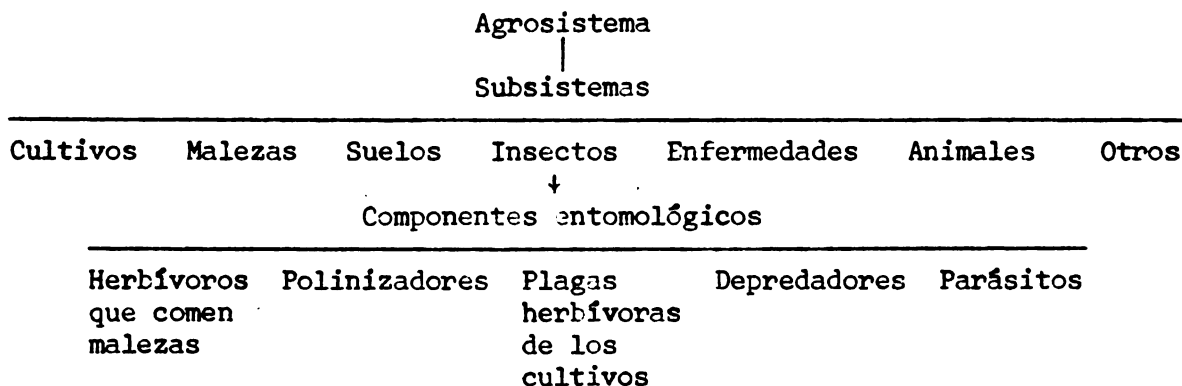 Agrosistema
Subsistemas
Cultivos Malezas Suelos Insectos Enfermedades Animales Otros
Componentes entomológicos
Herbívoros Polinizadores Plagas Depredadores Parásitos
que comen herbívoras
malezas de los
cultivos